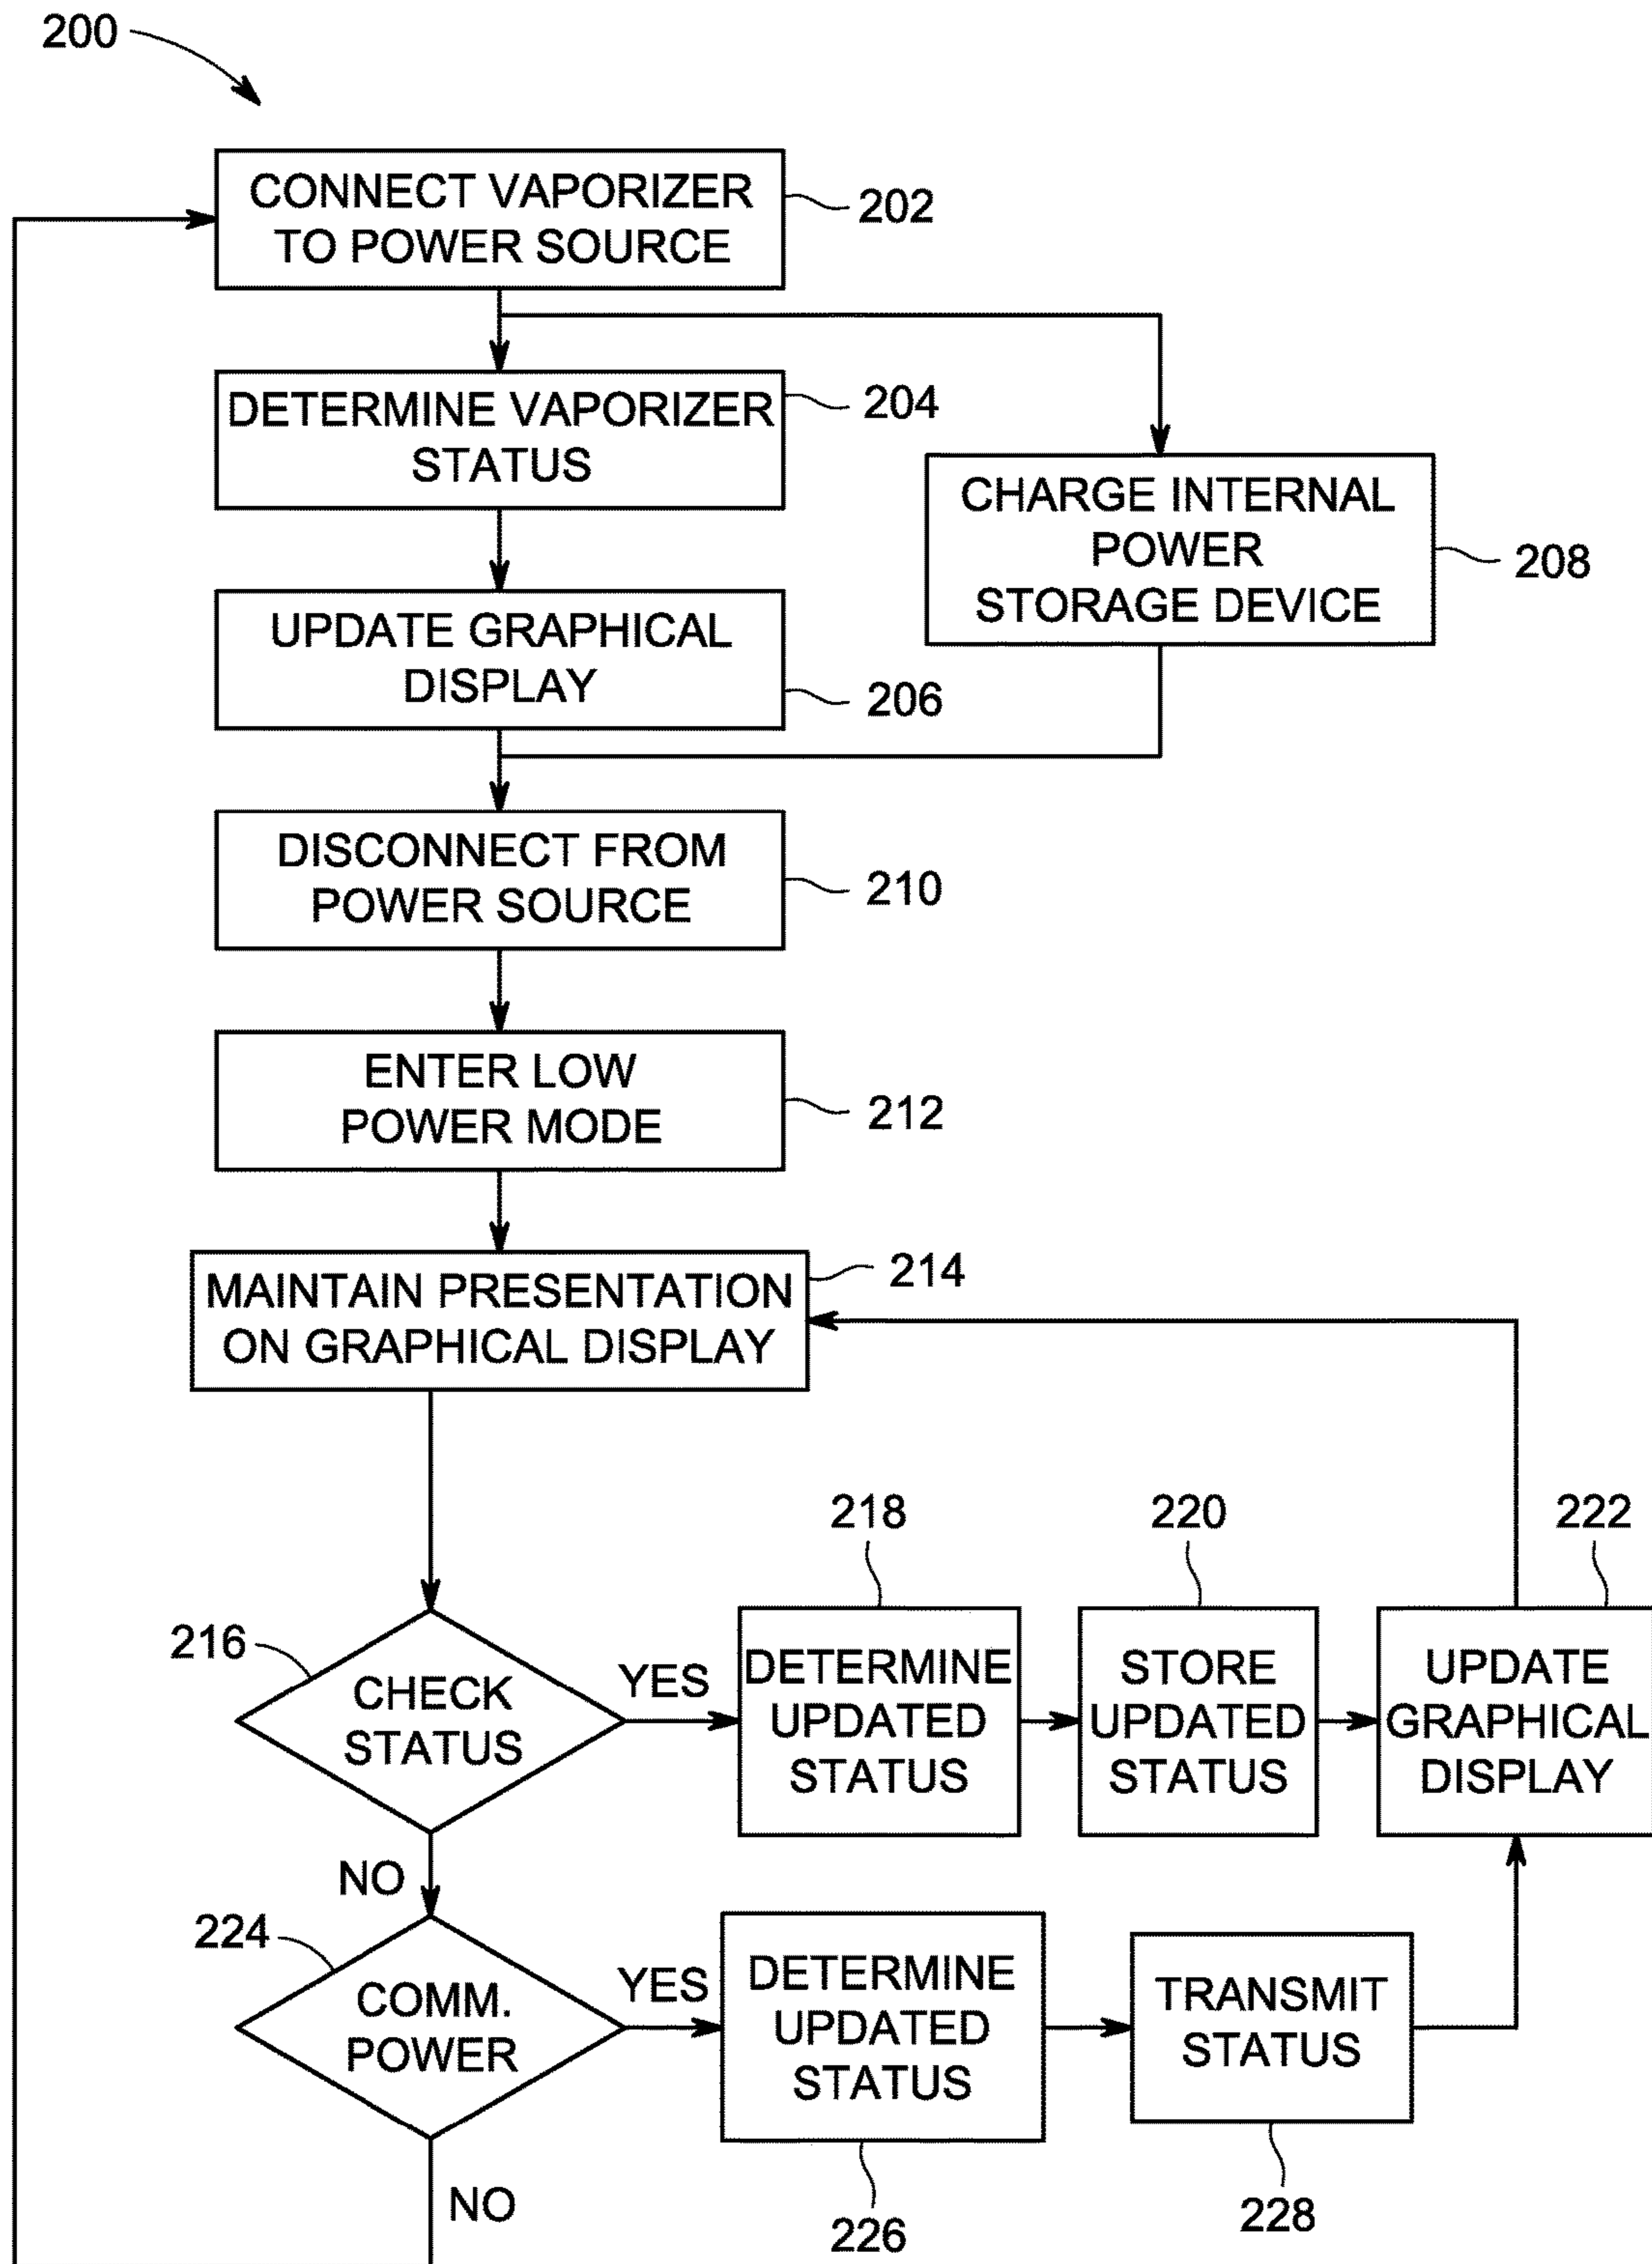 200
CONNECT VAPORIZER
TO POWER SOURCE
202
DETERMINE VAPORIZER
STATUS
204
CHARGE INTERNAL
POWER
STORAGE DEVICE
208
UPDATE GRAPHICAL
DISPLAY
206
DISCONNECT FROM
POWER SOURCE
210
ENTER LOW
POWER MODE
212
MAINTAIN PRESENTATION
ON GRAPHICAL DISPLAY
214
216
CHECK
STATUS
YES
218
DETERMINE
UPDATED
STATUS
220
STORE
UPDATED
STATUS
222
UPDATE
GRAPHICAL
DISPLAY
NO
224
COMM.
POWER
YES
DETERMINE
UPDATED
STATUS
226
TRANSMIT
STATUS
228
NO